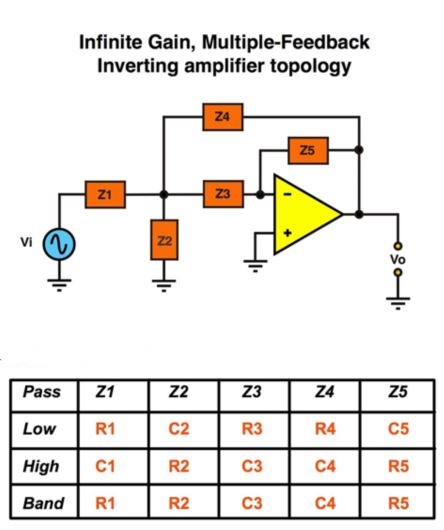 Infinite Gain, Multiple-Feedback
Inverting amplifier topology
Z4
Z5
Z1
Z3
-
+
Z2
Vi
Vo
Pass Z1 Z2 Z3 Z4 Z5
Low R1 C2 R3 R4 C5
High C1 R2 C3 C4 R5
Band R1 R2 C3 C4 R5